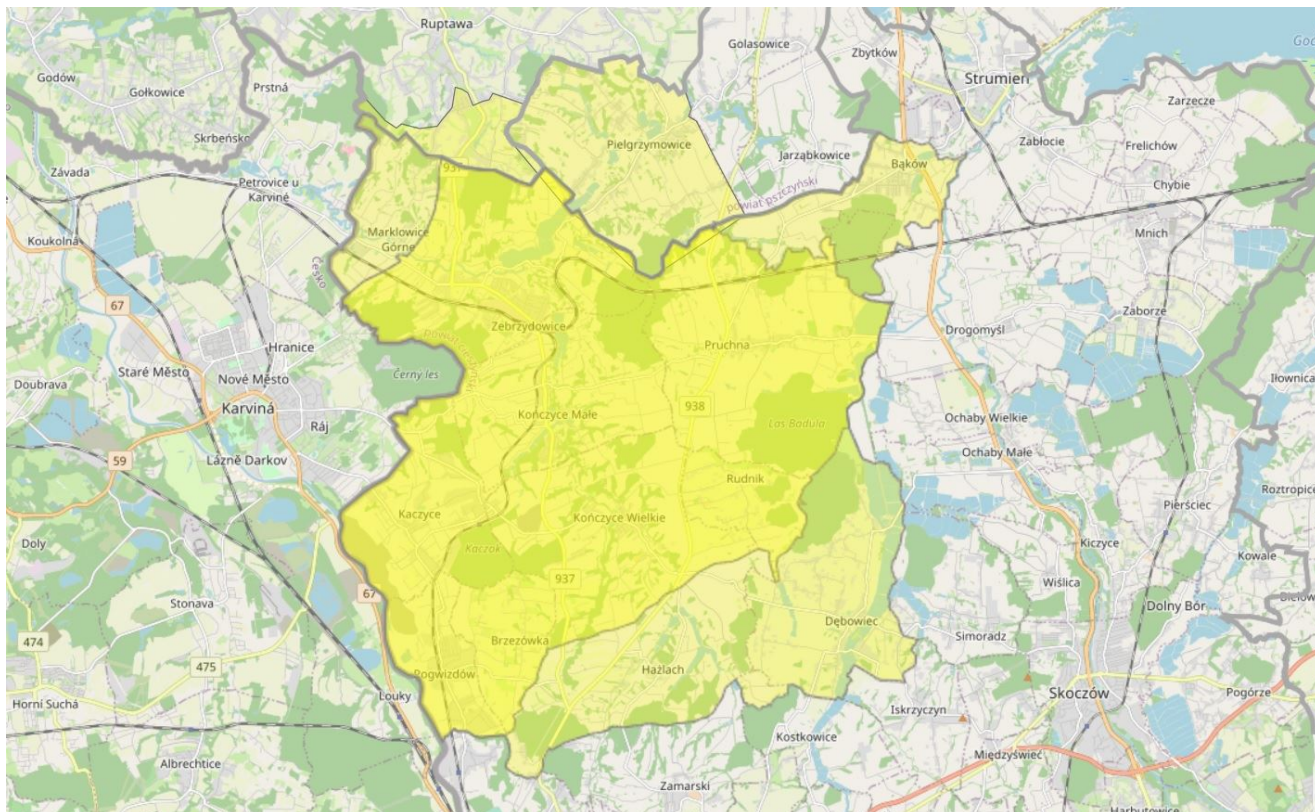 Ruptawa
Golasowice
Zbytków
Godów
Gołkowice
Prstná
Strumień
Zarzecze
Skrbeńsko
Pielgrzymowice
Jarząbkowice
Zabłocie
Frelichów
Bąków
Závada
Petrovice u
Karviné
937
powiat pszczyński
Chybie
Koukolná
Marklowice
Górne
Mnich
Česko
67
Zebrzydowice
Zaborze
Drogomyśl
Pruchna
Hranice
Staré Město
Doubrava
Nové Město
Černý les
Iłownica
Karviná
938
Kończyce Małe
Ochaby Wielkie
Ráj
Las Badula
59
Lázně Darkov
Ochaby Małe
Rudnik
Roztropice
Kaczyce
Kończyce Wielkie
Pierściec
Doly
Kaczok
Kiczyce
Kowale
937
67
Wiślica
Stonava
Dolny Bór
474
Dębowiec
Simoradz
Brzezówka
475
Hażlach
Pogwizdów
Louky
Skoczów
Pogórze
Horní Suchá
Iskrzyczyn
Kostkowice
Międzyświeć
Albrechtice
Zamarski
Harbutowice